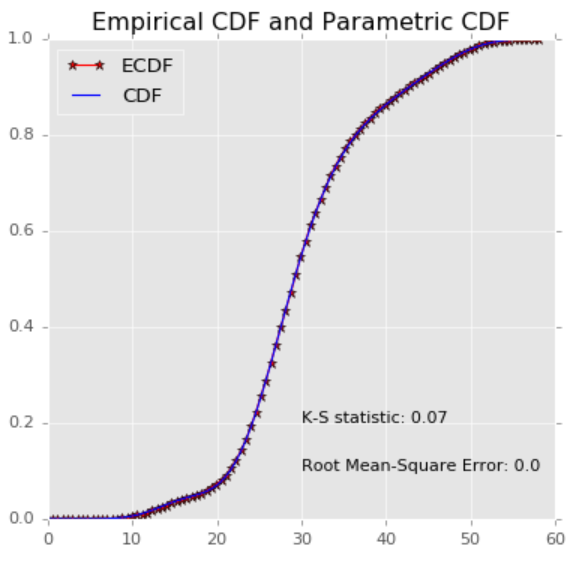 Empirical CDF and Parametric CDF
1.0
ECDF
CDF
0.8
0.6
0.4
0.2
K-S statistic: 0.07
Root Mean-Square Error: 0.0
0.0
0 10 20 30 40 50 60